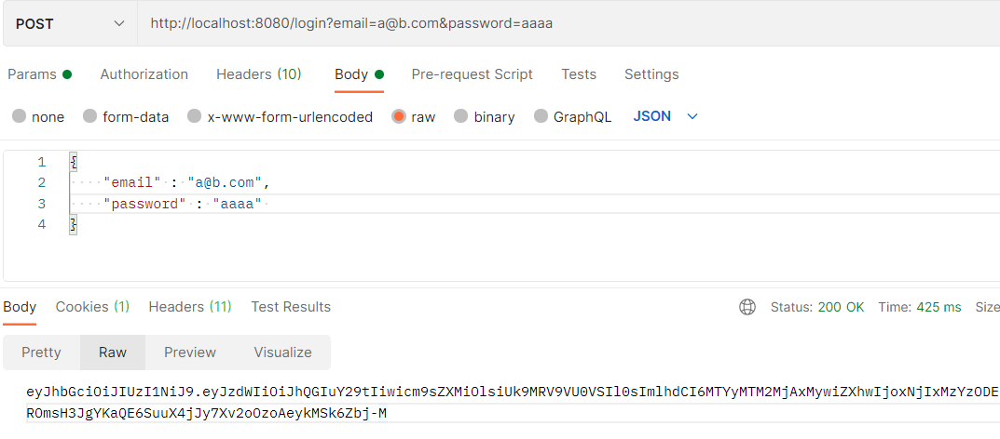 POST http://localhost:8080/login?email=a@b.com&password=aaaa
Params Authorization Headers (10) Body Pre-request Script Tests Settings
none form-data x-www-form-urlencoded raw binary GraphQL JSON
1 {
2 "email" : "a@b.com",
3 "password" : "aaaa"
4 }
Body Cookies (1) Headers (11) Test Results Status: 200 OK Time: 425 ms Size
Pretty Raw Preview Visualize
eyJhbGciOiJIUzI1NiJ9.eyJzdWIiOiJhQGIuY29tIiwicm9sZXMiOlsiUk9MRV9VU0VSIl0sImlhdCI6MTYyMTM2MjAxMywiZXhwIjoxNjIxMzYzODE
ROmsH3JgYKaQE6SuuX4jJy7Xv2oOzoAeykMSk6Zbj-M